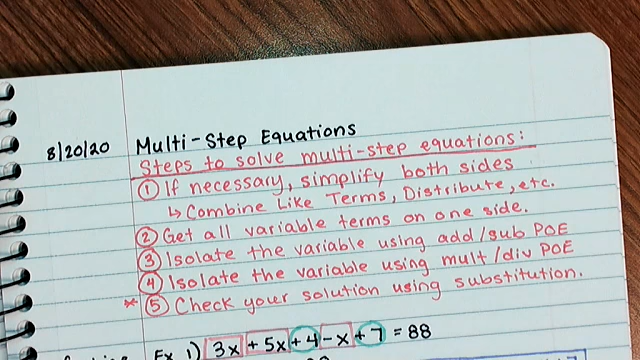 8/20/20 Multi-Step Equations
Steps to solve multi-step equations:
① If necessary, simplify both sides
↳ Combine Like Terms, Distribute, etc.
② Get all variable terms on one side.
③ Isolate the variable using add/sub POE
④ Isolate the variable using mult/div POE
* ⑤ Check your solution using substitution.
Ex 1) 3x + 5x + 4 - x + 7 = 88